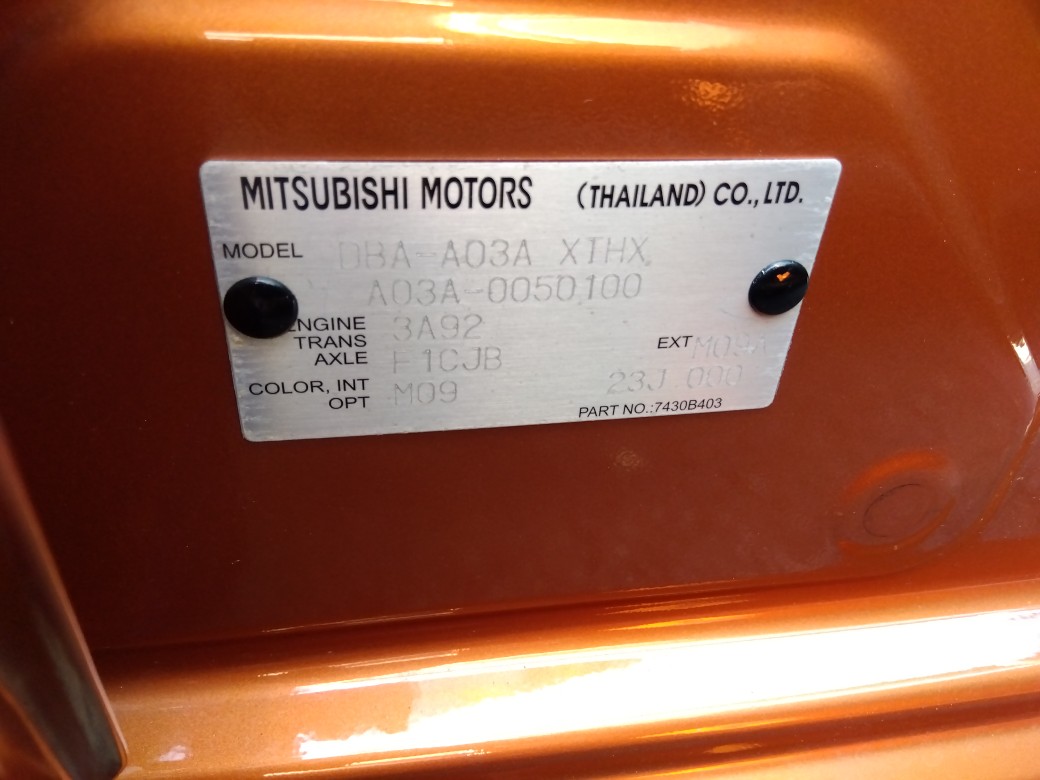 MITSUBISHI MOTORS (THAILAND) CO., LTD.
MODEL DBA-A03A XTHX
A03A-0050100
ENGINE 3A92
TRANS
AXLE F1CJB EXT M09A
COLOR, INT M09 23J 000
OPT
PART NO.:7430B403